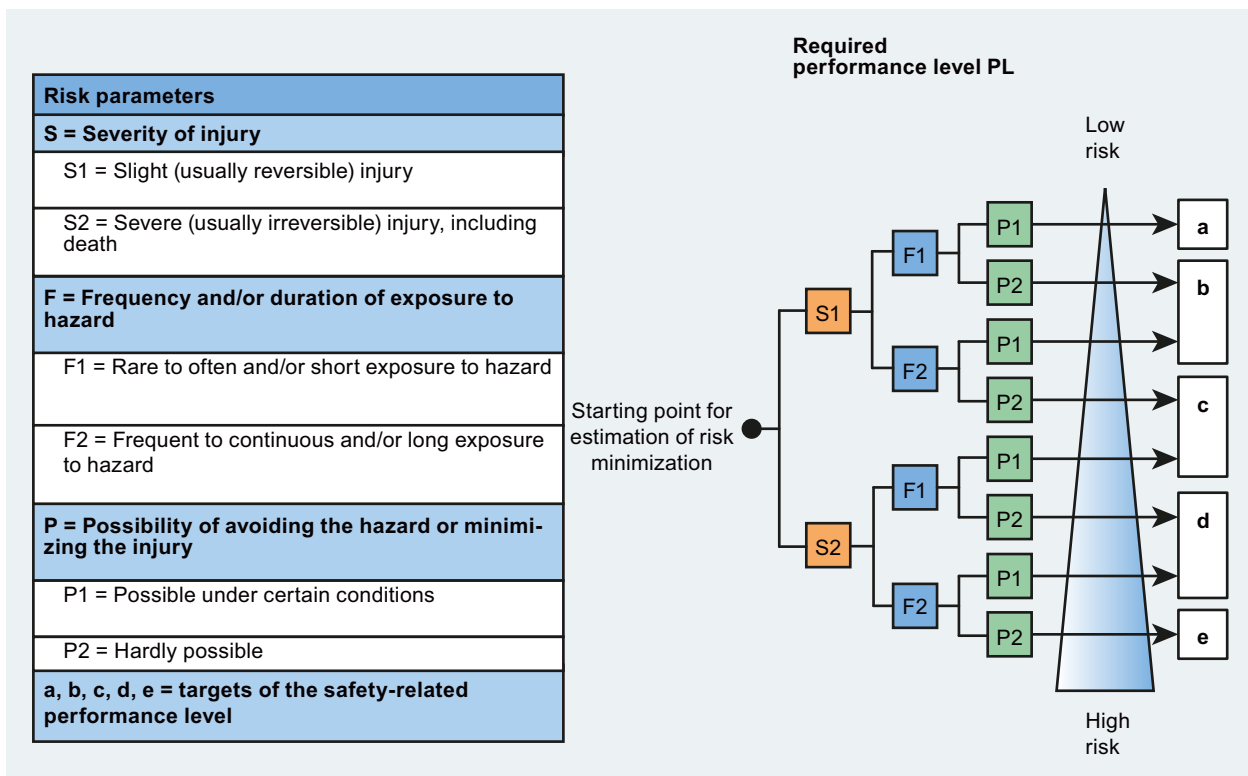 Risk parameters
S = Severity of injury
S1 = Slight (usually reversible) injury
S2 = Severe (usually irreversible) injury, including
death
F = Frequency and/or duration of exposure to
hazard
F1 = Rare to often and/or short exposure to hazard
F2 = Frequent to continuous and/or long exposure
to hazard
P = Possibility of avoiding the hazard or minimi-
zing the injury
P1 = Possible under certain conditions
P2 = Hardly possible
a, b, c, d, e = targets of the safety-related
performance level
Starting point for
estimation of risk
minimization
Required
performance level PL
Low
risk
S1
F1
P1
a
P2
b
F2
P1
P2
c
S2
F1
P1
P2
d
F2
P1
P2
e
High
risk